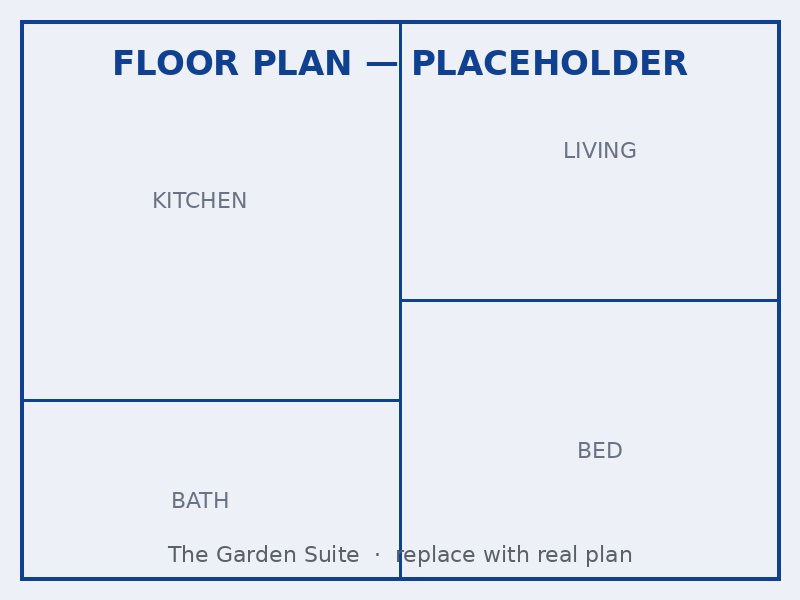 FLOOR PLAN — PLACEHOLDER
LIVING
KITCHEN
BED
BATH
The Garden Suite · replace with real plan